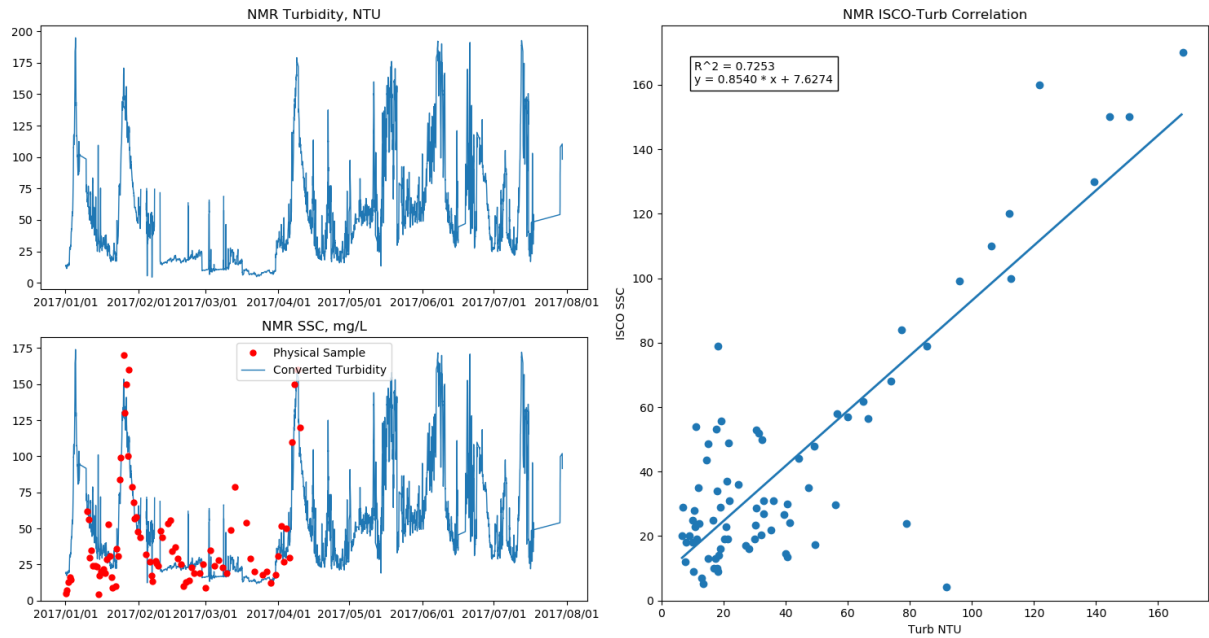 NMR Turbidity, NTU
200
175
150
125
100
75
50
25
0
2017/01/01 2017/02/01 2017/03/01 2017/04/01 2017/05/01 2017/06/01 2017/07/01 2017/08/01
NMR SSC, mg/L
Physical Sample
Converted Turbidity
175
150
125
100
75
50
25
0
2017/01/01 2017/02/01 2017/03/01 2017/04/01 2017/05/01 2017/06/01 2017/07/01 2017/08/01
NMR ISCO-Turb Correlation
R^2 = 0.7253
y = 0.8540 * x + 7.6274
ISCO SSC
160
140
120
100
80
60
40
20
0
0 20 40 60 80 100 120 140 160
Turb NTU